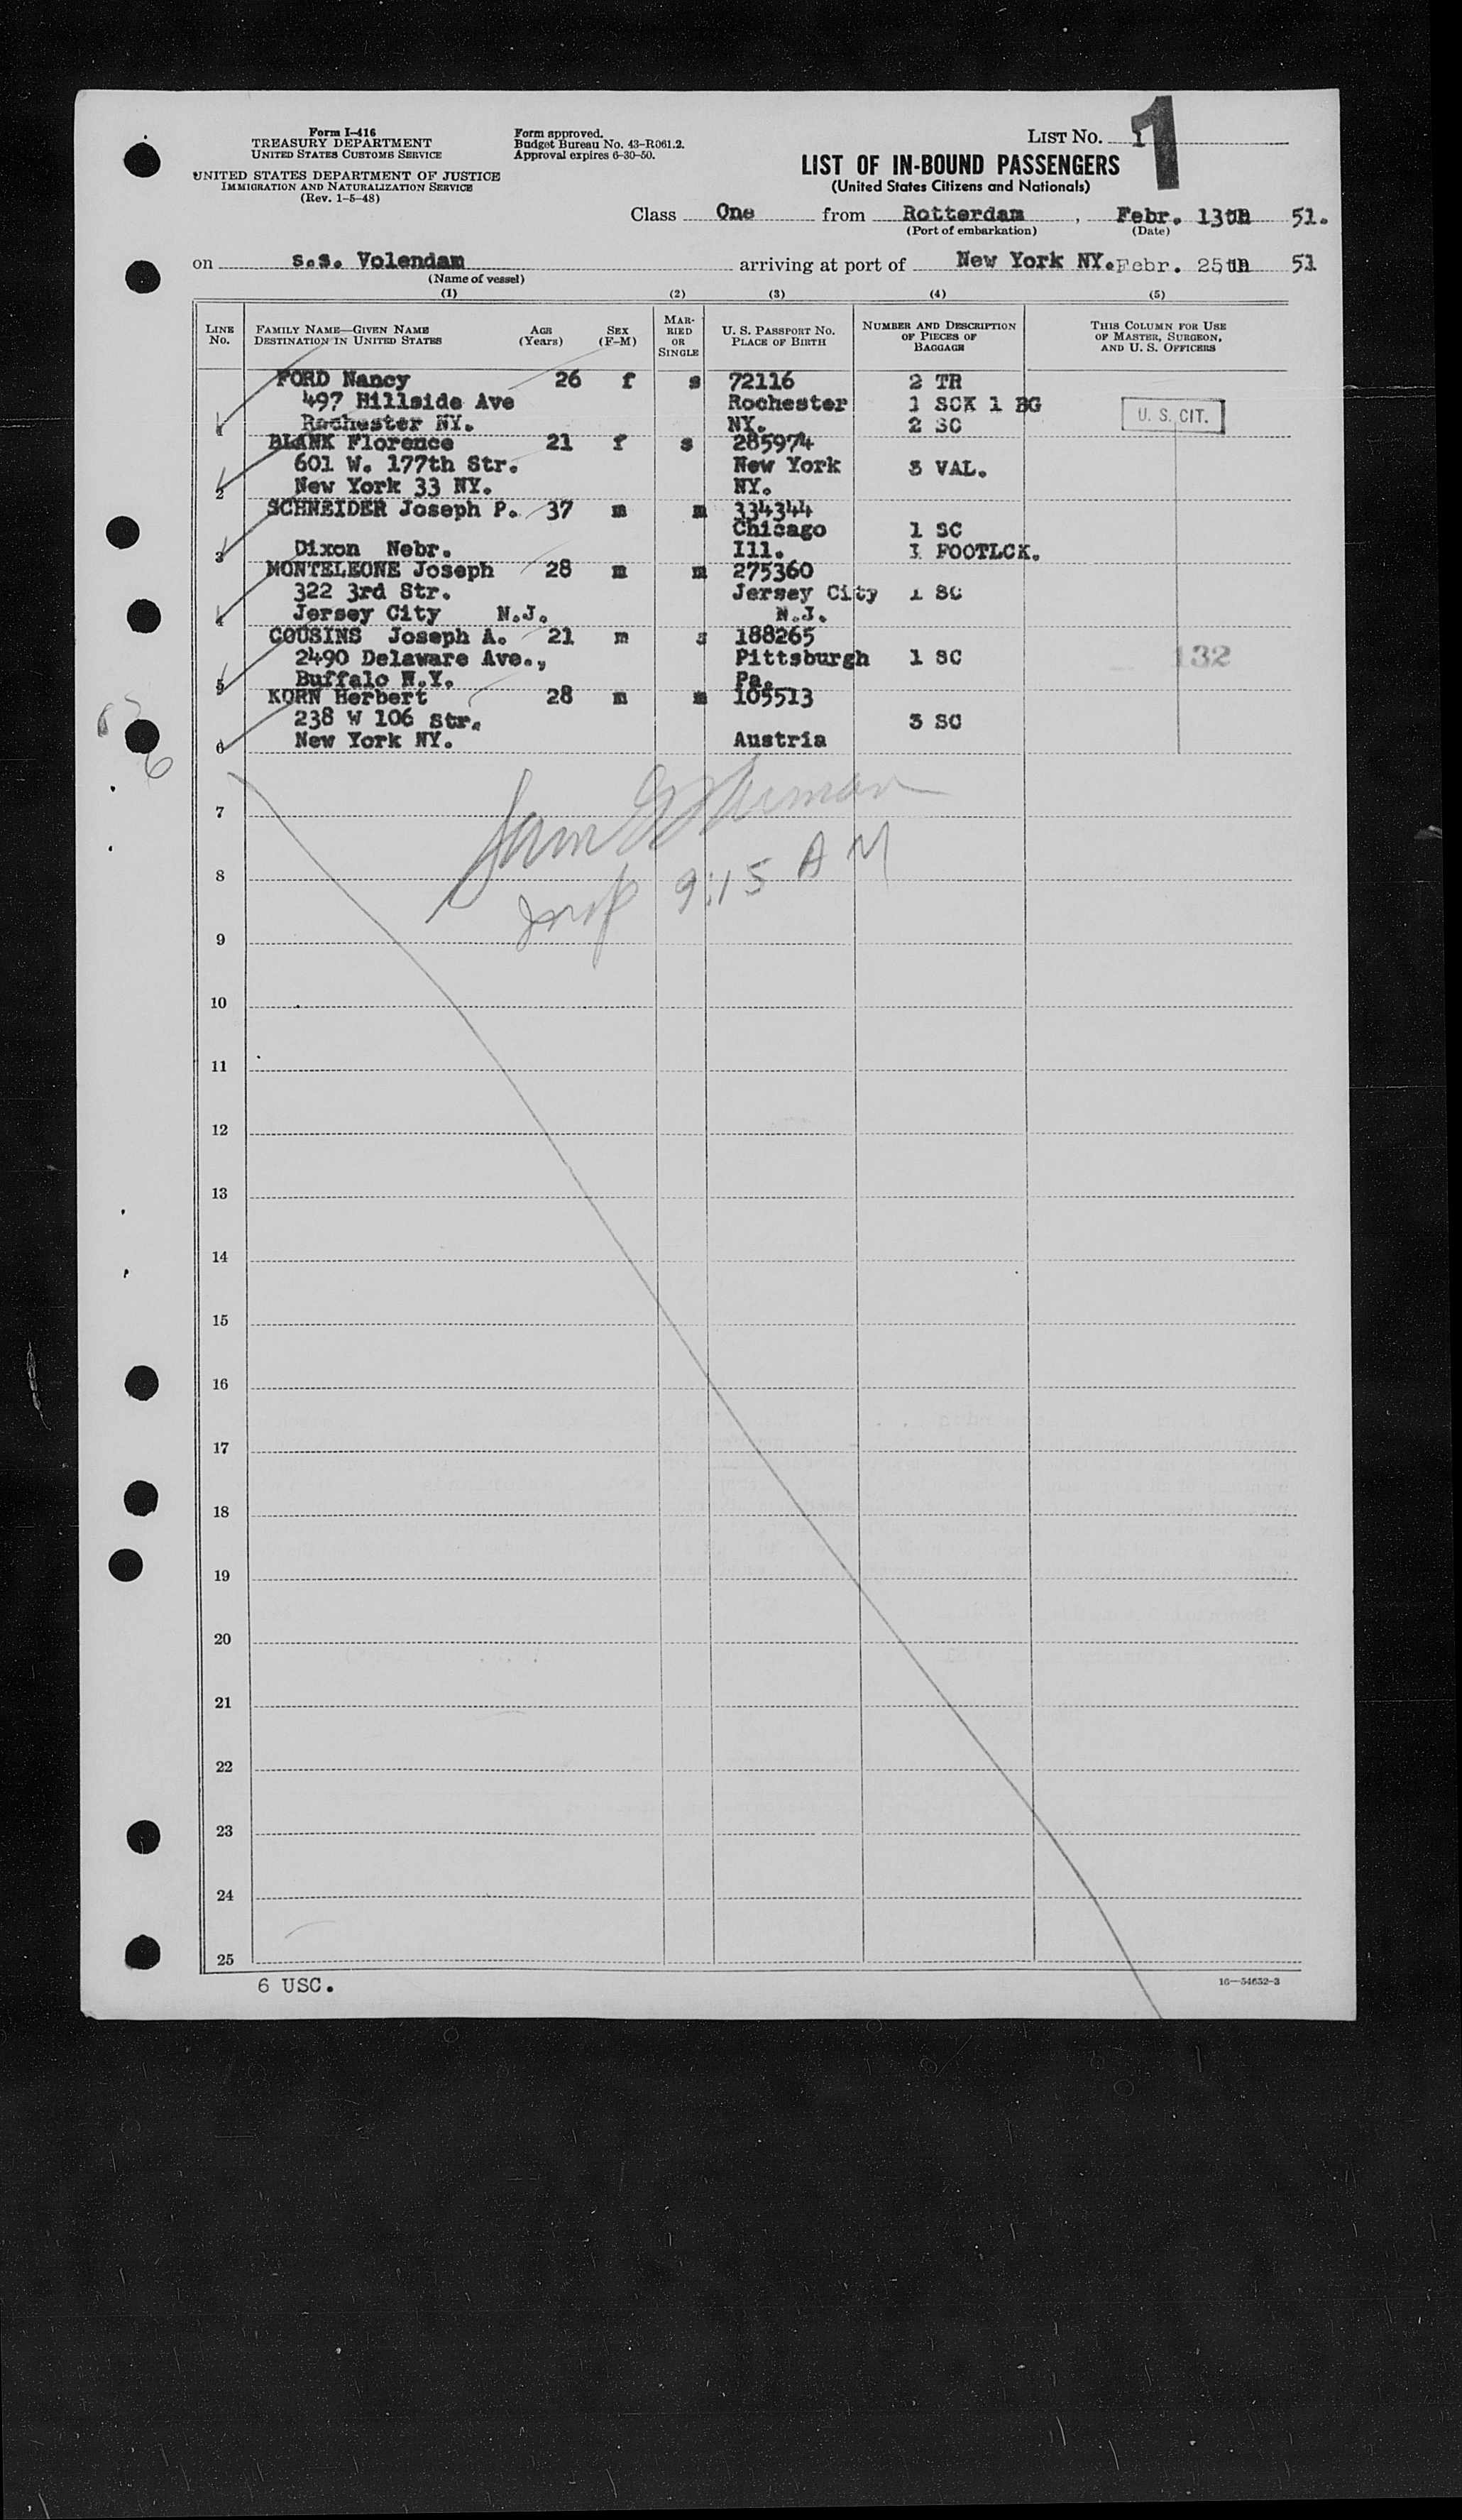 Form I-416
TREASURY DEPARTMENT
UNITED STATES CUSTOMS SERVICE
UNITED STATES DEPARTMENT OF JUSTICE
IMMIGRATION AND NATURALIZATION SERVICE
(Rev. 1-5-48)
Form approved.
Budget Bureau No. 43-R061.2.
Approval expires 6-30-50.
LIST NO. 1
1
LIST OF IN-BOUND PASSENGERS
(United States Citizens and Nationals)
Class One from Rotterdam, Febr. 13th 51.
(Port of embarkation) (Date)
on s.s. Volendam arriving at port of New York NY. Febr. 25th 51
(Name of vessel)
(1) (2) (3) (4) (5)
LINE NO.
FAMILY NAME—GIVEN NAME
DESTINATION IN UNITED STATES
AGE (Years)
SEX (F-M)
MARRIED OR SINGLE
U. S. PASSPORT NO.
PLACE OF BIRTH
NUMBER AND DESCRIPTION OF PIECES OF BAGGAGE
THIS COLUMN FOR USE OF MASTER, SURGEON, AND U. S. OFFICERS
FORD Nancy 26 f s 72116 2 TR
497 Hillside Ave Rochester 1 SCK 1 BG
1 Rochester NY. NY. 2 SC
U. S. CIT.
BLANK Florence 21 f s 285974
601 W. 177th Str. New York 3 VAL.
2 New York 33 NY. NY.
SCHNEIDER Joseph P. 37 m m 334344
Chicago 1 SC
3 Dixon Nebr. Ill. 1 FOOTLCK.
MONTELEONE Joseph 28 m m 275360
322 3rd Str. Jersey City 1 SC
4 Jersey City N.J. N.J.
COUSINS Joseph A. 21 m s 188265
2490 Delaware Ave., Pittsburgh 1 SC
132
5 Buffalo N.Y. Pa.
KORN Herbert 28 m m 105513
238 W 106 Str. 3 SC
6 New York NY. Austria
7
8
9:15 AM
9
10
11
12
13
14
15
16
17
18
19
20
21
22
23
24
25
6 USC.
16—54652-3